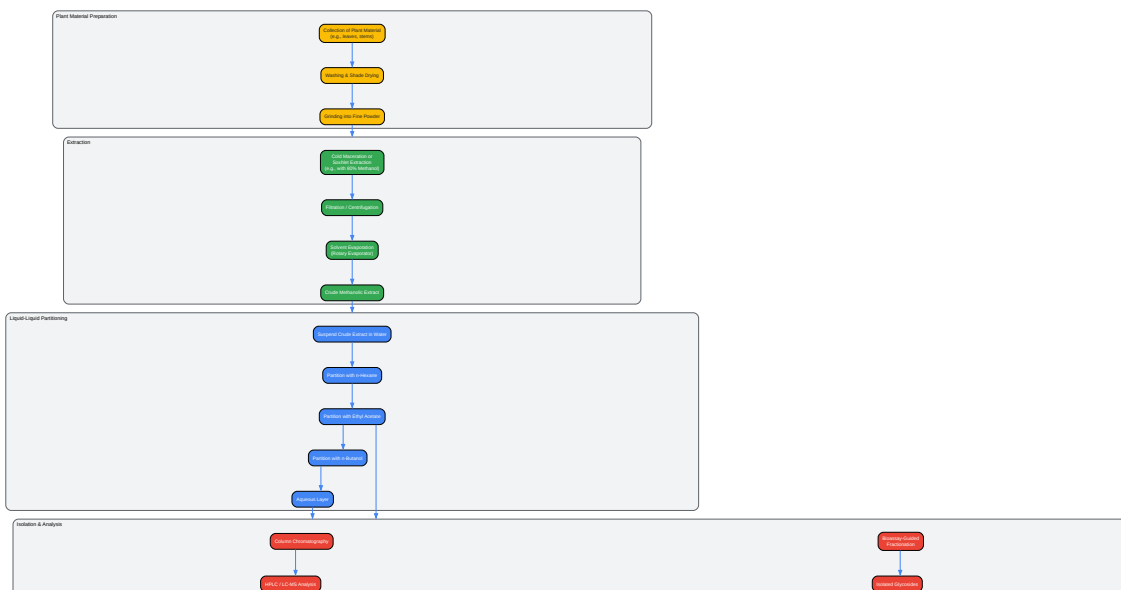 Plant Material Preparation
Collection of Plant Material
(e.g., leaves, stems)
Washing & Shade Drying
Grinding into Fine Powder
Extraction
Cold Maceration or
Soxhlet Extraction
(e.g., with 80% Methanol)
Filtration / Centrifugation
Solvent Evaporation
(Rotary Evaporator)
Crude Methanolic Extract
Liquid-Liquid Partitioning
Suspend Crude Extract in Water
Partition with n-Hexane
Partition with Ethyl Acetate
Partition with n-Butanol
Aqueous Layer
Isolation & Analysis
Column Chromatography
Bioassay-Guided
Fractionation
HPLC / LC-MS Analysis
Isolated Glycosides